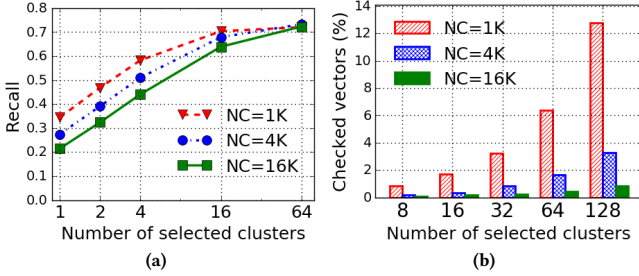 0.8
0.7
0.6
0.5
0.4
0.3
0.2
0.1
0.0
Recall
NC=1K
NC=4K
NC=16K
1 2 4 16 64
Number of selected clusters
(a)
14
12
10
8
6
4
2
0
Checked vectors (%)
NC=1K
NC=4K
NC=16K
8 16 32 64 128
Number of selected clusters
(b)